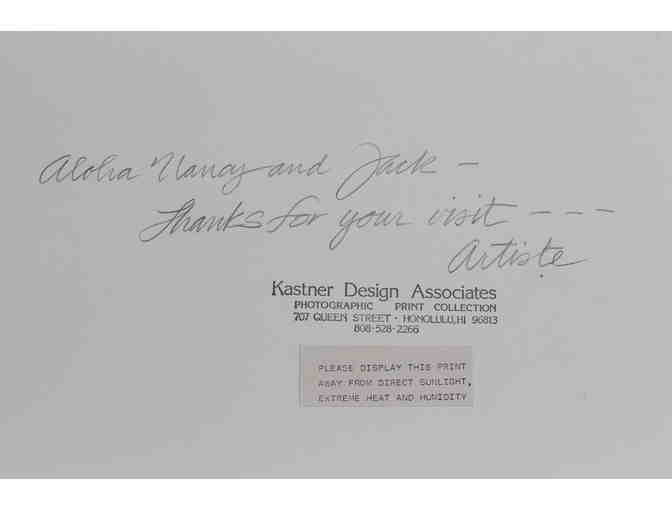 Aloha Nancy and Jack –
Thanks for your visit – – –
Artiste
Kastner Design Associates
PHOTOGRAPHIC PRINT COLLECTION
707 QUEEN STREET · HONOLULU, HI 96813
808-528-2266
PLEASE DISPLAY THIS PRINT
AWAY FROM DIRECT SUNLIGHT,
EXTREME HEAT AND HUMIDITY